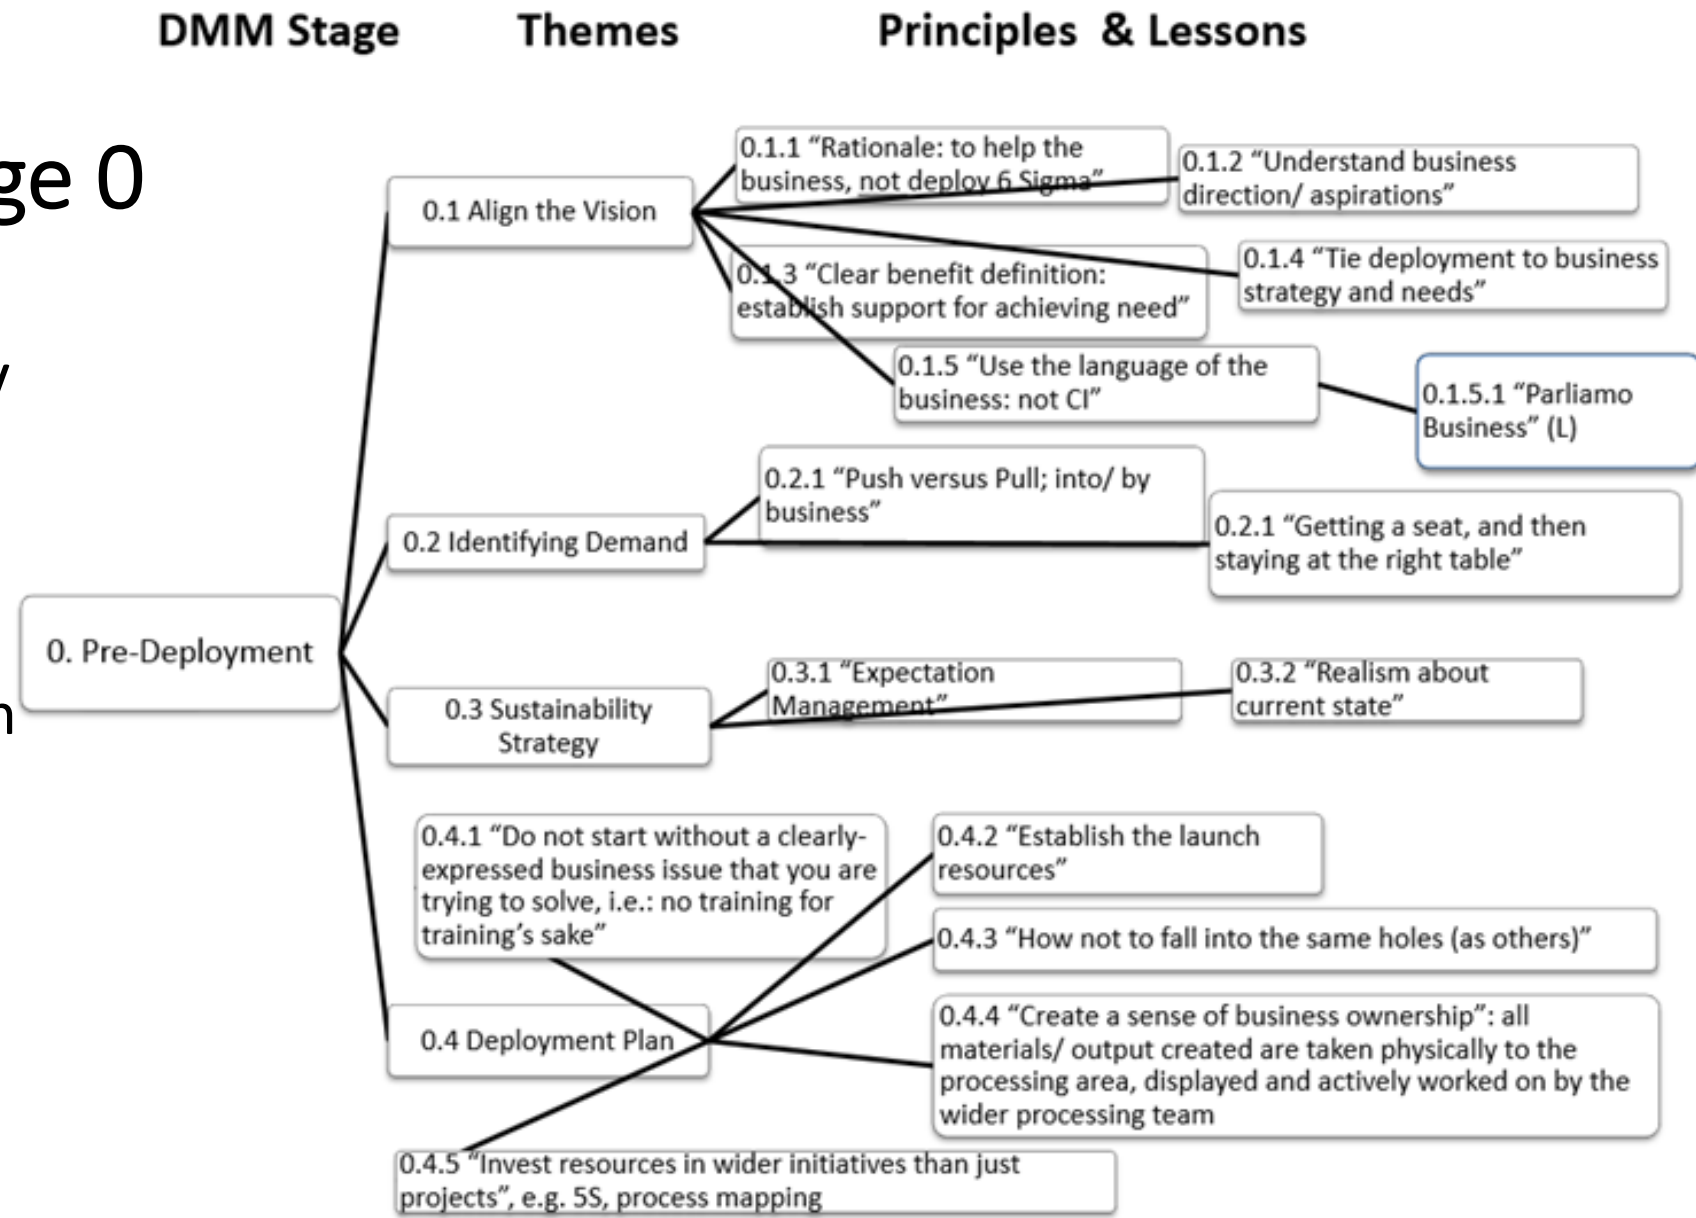 DMM Stage
Themes
Principles & Lessons
ge 0
y
n
0. Pre-Deployment
0.1 Align the Vision
0.1.1 “Rationale: to help the
business, not deploy 6 Sigma”
0.1.2 “Understand business
direction/ aspirations”
0.1.3 “Clear benefit definition:
establish support for achieving need”
0.1.4 “Tie deployment to business
strategy and needs”
0.1.5 “Use the language of the
business: not CI”
0.1.5.1 “Parliamo
Business” (L)
0.2 Identifying Demand
0.2.1 “Push versus Pull; into/ by
business”
0.2.1 “Getting a seat, and then
staying at the right table”
0.3 Sustainability
Strategy
0.3.1 “Expectation
Management”
0.3.2 “Realism about
current state”
0.4 Deployment Plan
0.4.1 “Do not start without a clearly-
expressed business issue that you are
trying to solve, i.e.: no training for
training’s sake”
0.4.2 “Establish the launch
resources”
0.4.3 “How not to fall into the same holes (as others)”
0.4.4 “Create a sense of business ownership”: all
materials/ output created are taken physically to the
processing area, displayed and actively worked on by the
wider processing team
0.4.5 “Invest resources in wider initiatives than just
projects”, e.g. 5S, process mapping